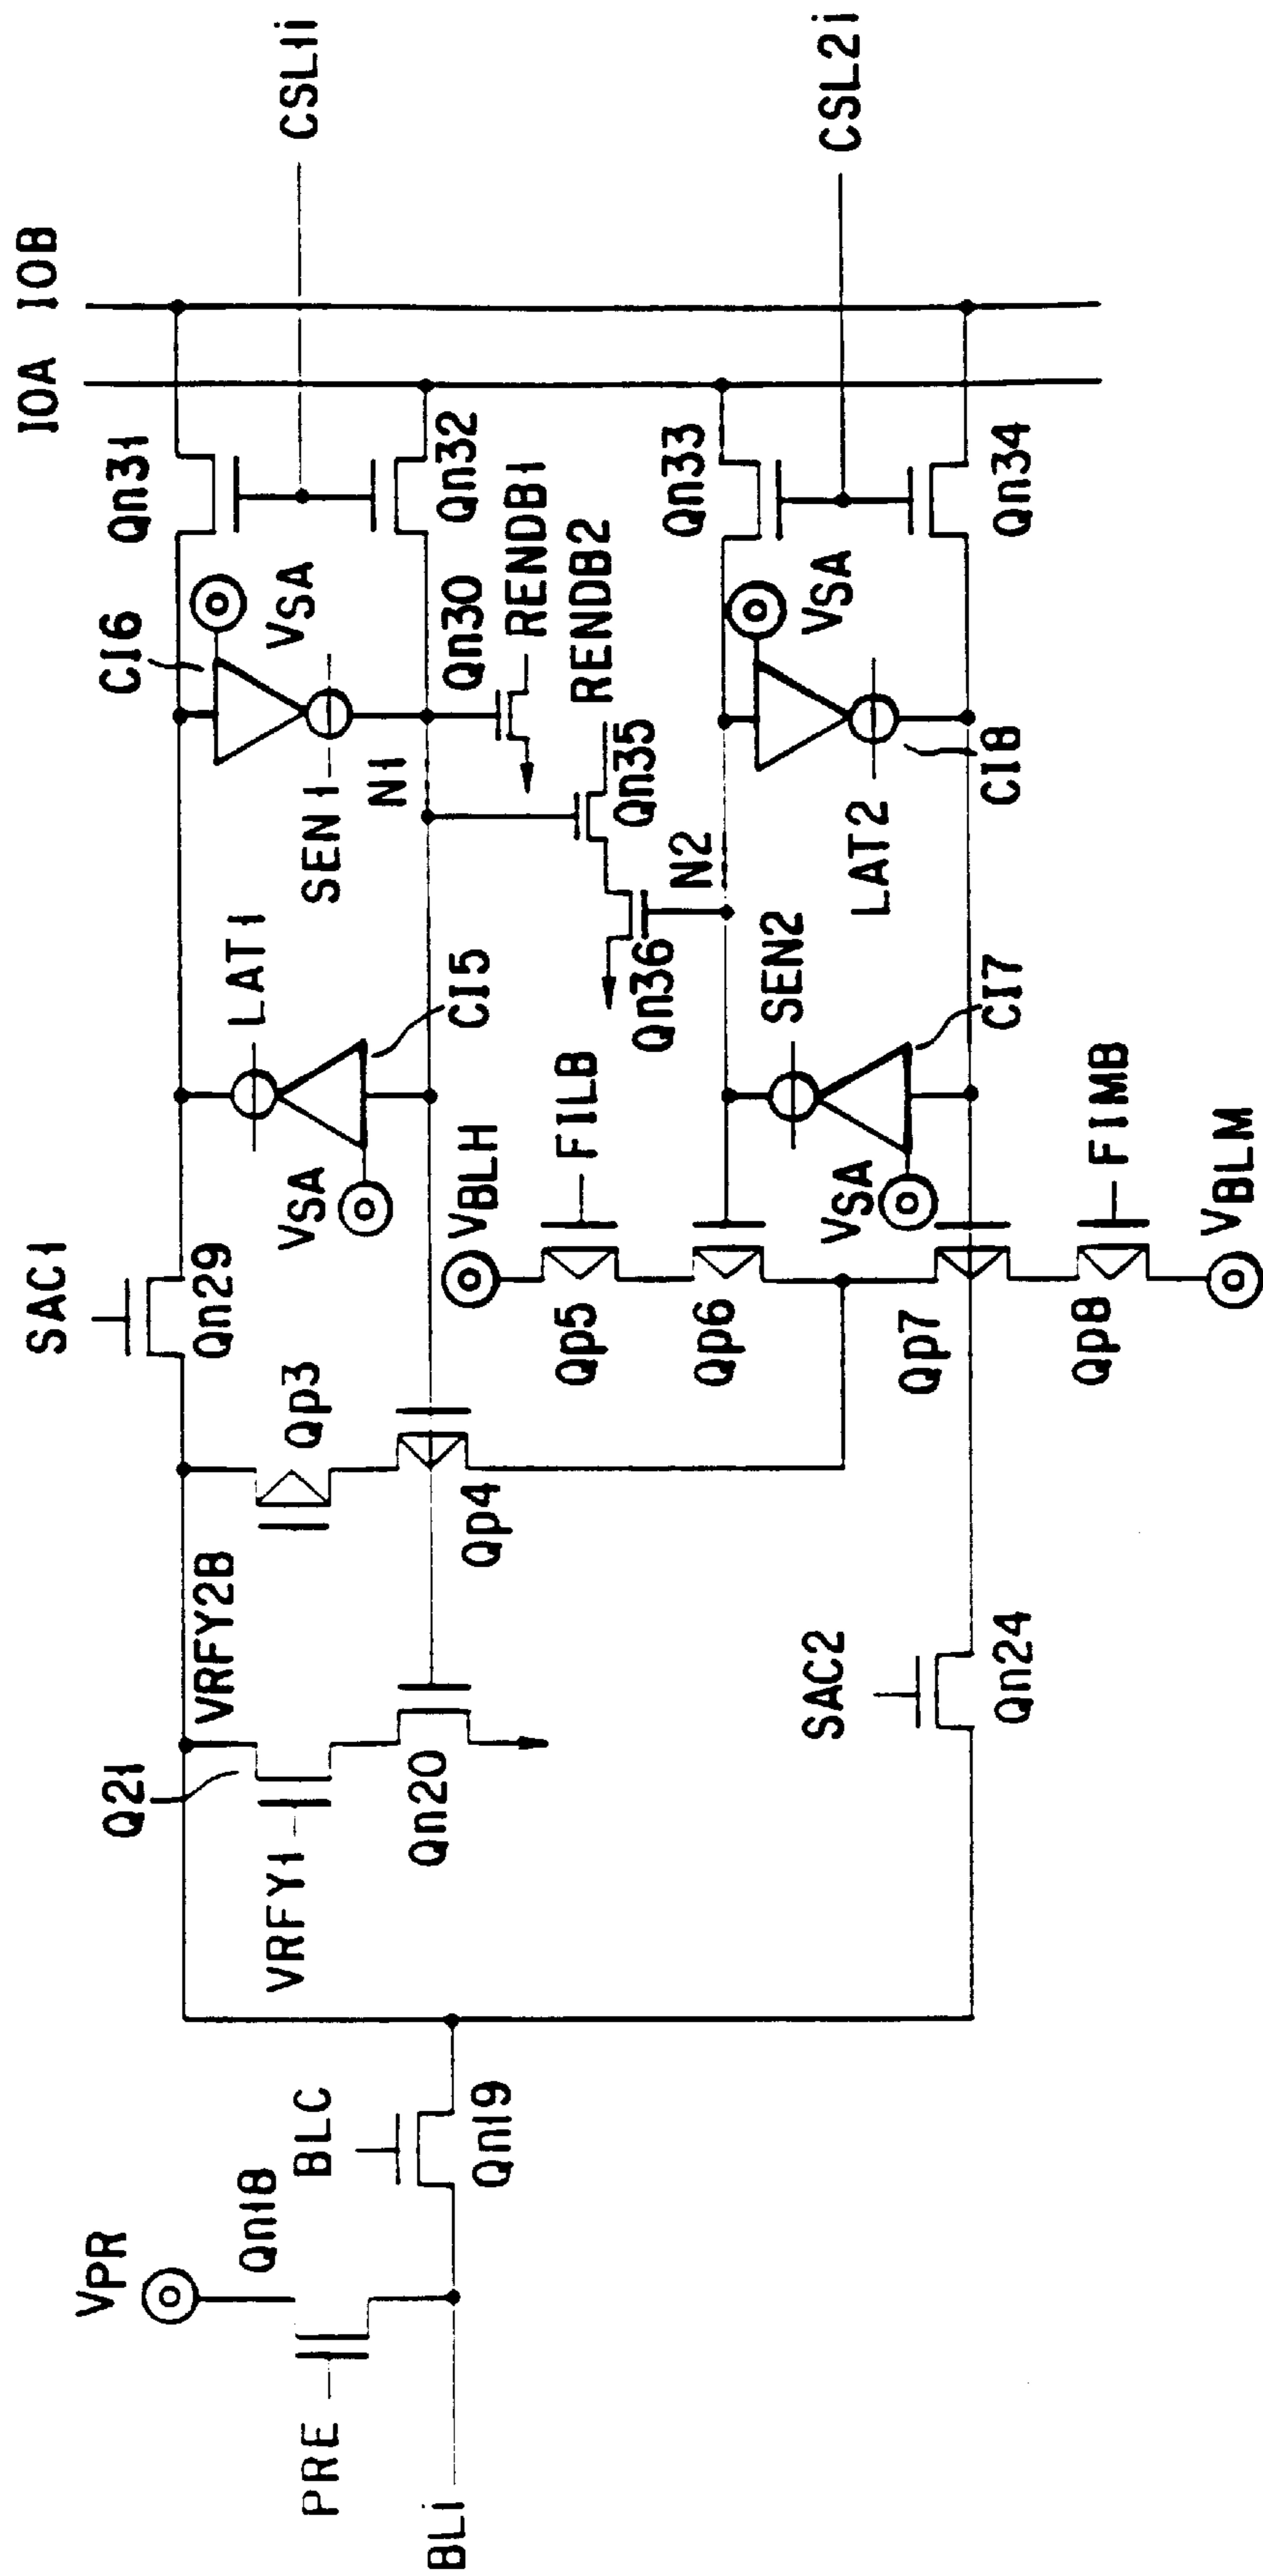 IOA IOB
CSL1i
Qn31
CI6
VSA
SEN1
Qn32
Qn30
RENDB1
RENDB2
N1
Qn35
Qn36
N2
Qn33
CSL2i
VSA
Qn34
LAT2
CI8
LAT1
CI5
VSA
SEN2
CI7
VSA
SAC1
Qn29
VBLH
FILB
Qp5
Qp6
Qp7
FIMB
Qp8
VBLM
Qp3
Qp4
VRFY2B
Q21
VRFY1
Qn20
SAC2
Qn24
BLC
Qn19
VPR
Qn18
PRE
BLi